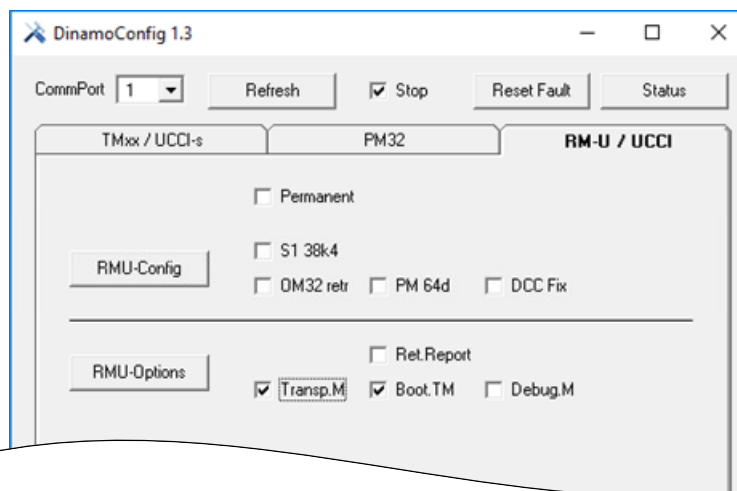 DinamoConfig 1.3
CommPort 1 Refresh Stop Reset Fault Status
TMxx / UCCI-s PM32 RM-U / UCCI
Permanent
S1 38k4
RMU-Config
OM32 retr PM 64d DCC Fix
Ret.Report
RMU-Options
Transp.M Boot.TM Debug.M